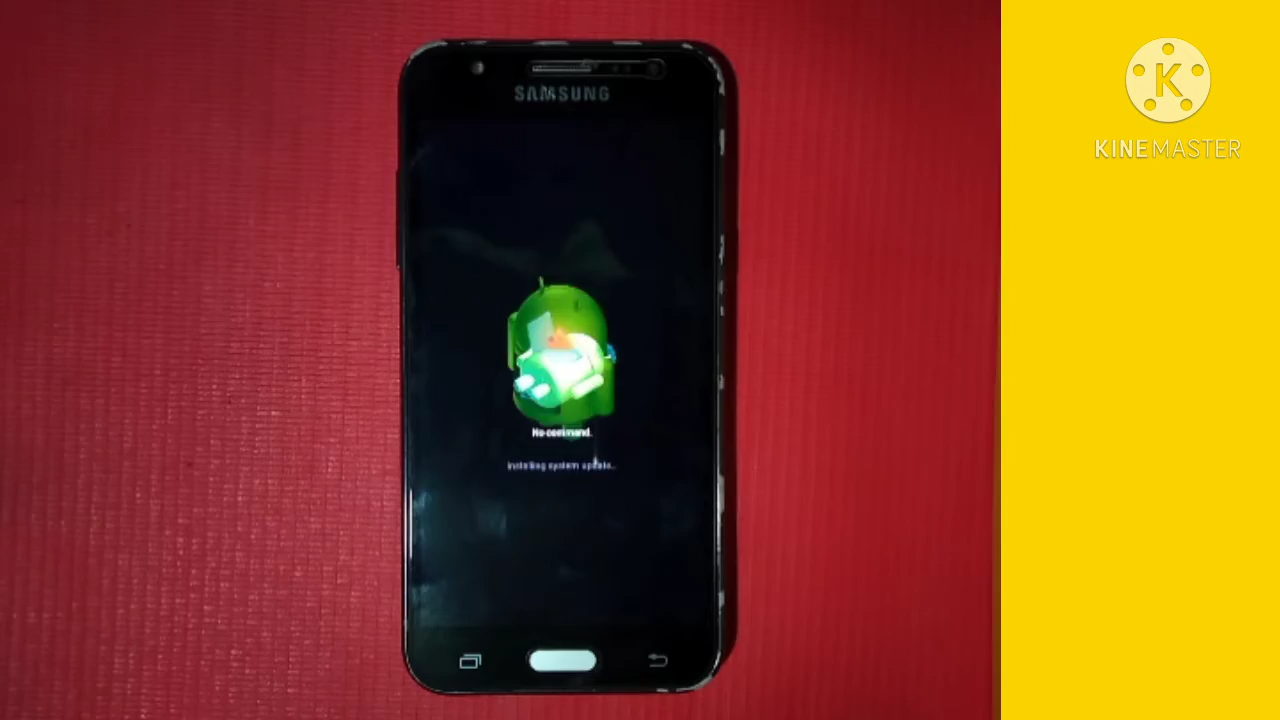 K
KINEMASTER
SAMSUNG
No command.
Installing system update...